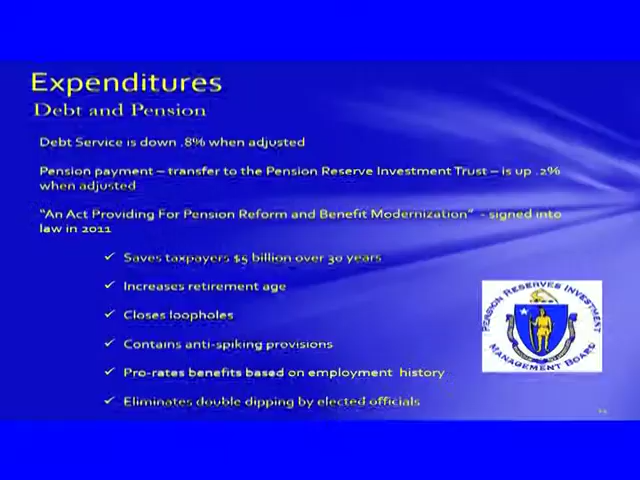 Expenditures
Debt and Pension
Debt Service is down .8% when adjusted
Pension payment – transfer to the Pension Reserve Investment Trust – is up .2%
when adjusted
"An Act Providing For Pension Reform and Benefit Modernization" - signed into
law in 2011
✓ Saves taxpayers $5 billion over 30 years
✓ Increases retirement age
✓ Closes loopholes
✓ Contains anti-spiking provisions
✓ Pro-rates benefits based on employment history
✓ Eliminates double dipping by elected officials
PENSION RESERVES INVESTMENT
MANAGEMENT BOARD